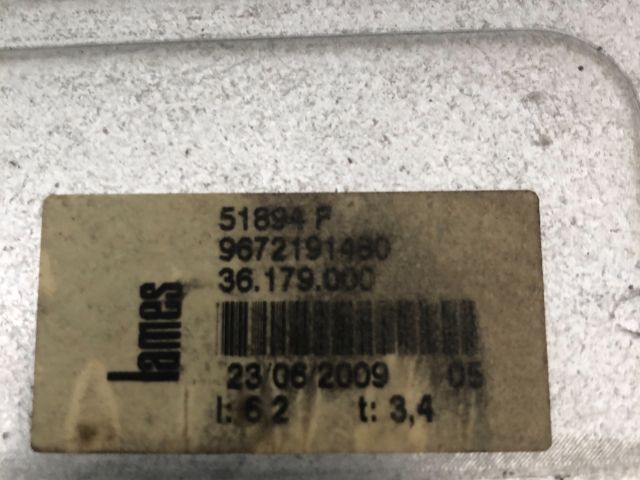 51894 F
9672191480
36.179.000
lames
23/06/2009 05
l: 6,2 t: 3,4